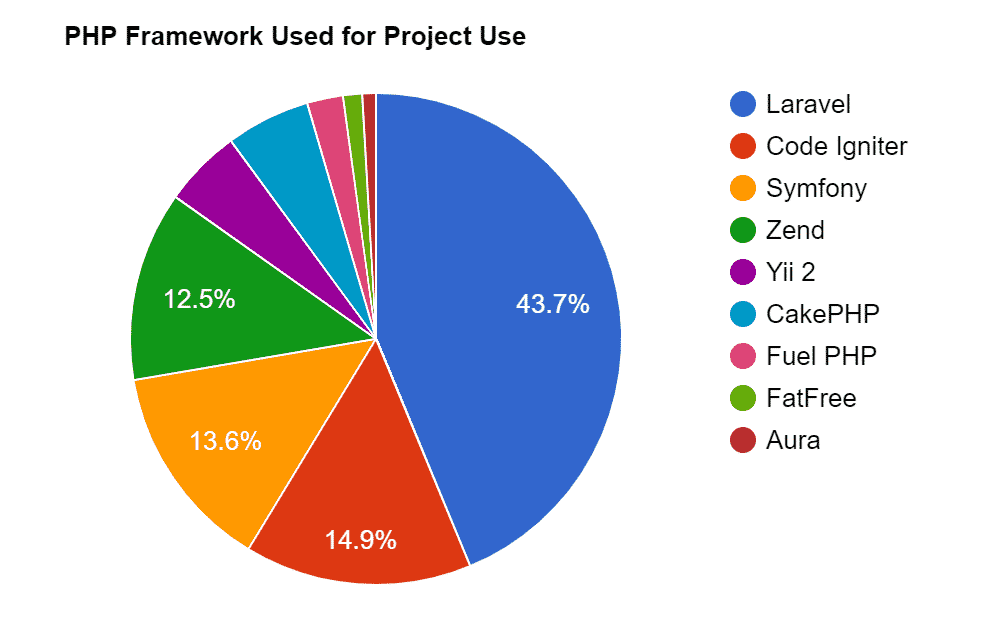 PHP Framework Used for Project Use
43.7%
14.9%
13.6%
12.5%
Laravel
Code Igniter
Symfony
Zend
Yii 2
CakePHP
Fuel PHP
FatFree
Aura